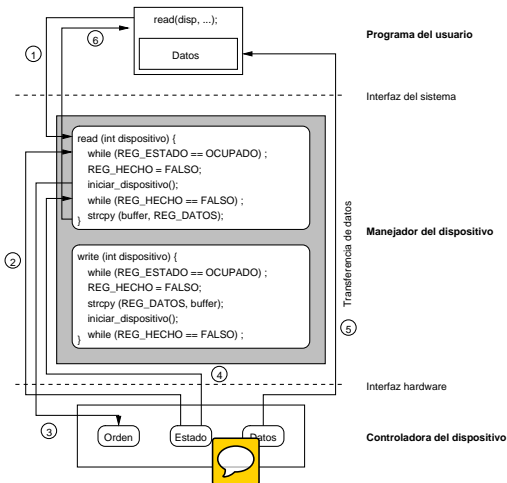 read(disp, ...);
1
6
Programa del usuario
Datos
Interfaz del sistema
read (int dispositivo) {
while (REG_ESTADO == OCUPADO) ;
REG_HECHO = FALSO;
iniciar_dispositivo();
while (REG_HECHO == FALSO) ;
strcpy (buffer, REG_DATOS);
}
Transferencia de datos
Manejador del dispositivo
2
write (int dispositivo) {
while (REG_ESTADO == OCUPADO) ;
REG_HECHO = FALSO;
strcpy (REG_DATOS, buffer);
iniciar_dispositivo();
while (REG_HECHO == FALSO) ;
}
5
4
Interfaz hardware
3
Orden
Estado
Datos
Controladora del dispositivo